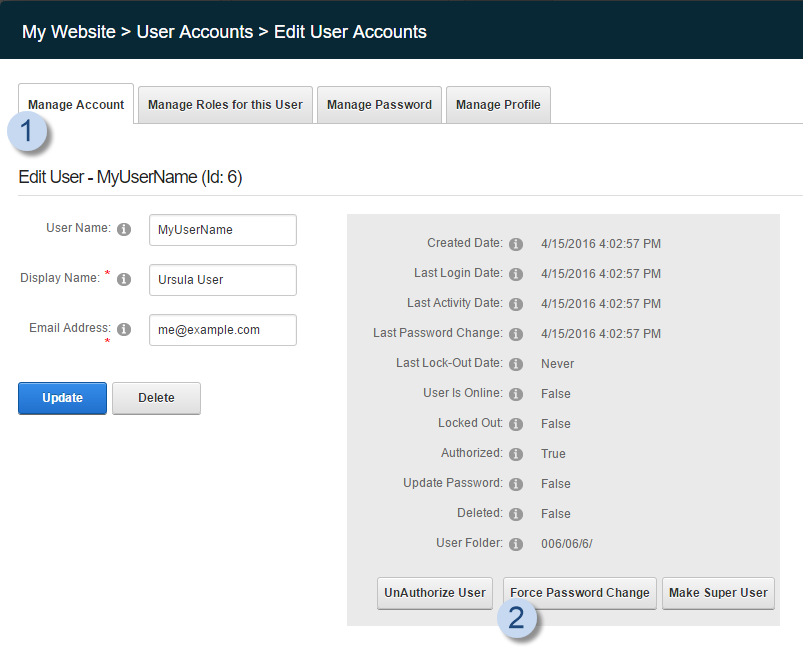 My Website > User Accounts > Edit User Accounts
Manage Account
Manage Roles for this User
Manage Password
Manage Profile
1
Edit User - MyUserName (Id: 6)
User Name: MyUserName
Display Name: * Ursula User
Email Address: * me@example.com
Update
Delete
Created Date: 4/15/2016 4:02:57 PM
Last Login Date: 4/15/2016 4:02:57 PM
Last Activity Date: 4/15/2016 4:02:57 PM
Last Password Change: 4/15/2016 4:02:57 PM
Last Lock-Out Date: Never
User Is Online: False
Locked Out: False
Authorized: True
Update Password: False
Deleted: False
User Folder: 006/06/6/
UnAuthorize User
Force Password Change
Make Super User
2